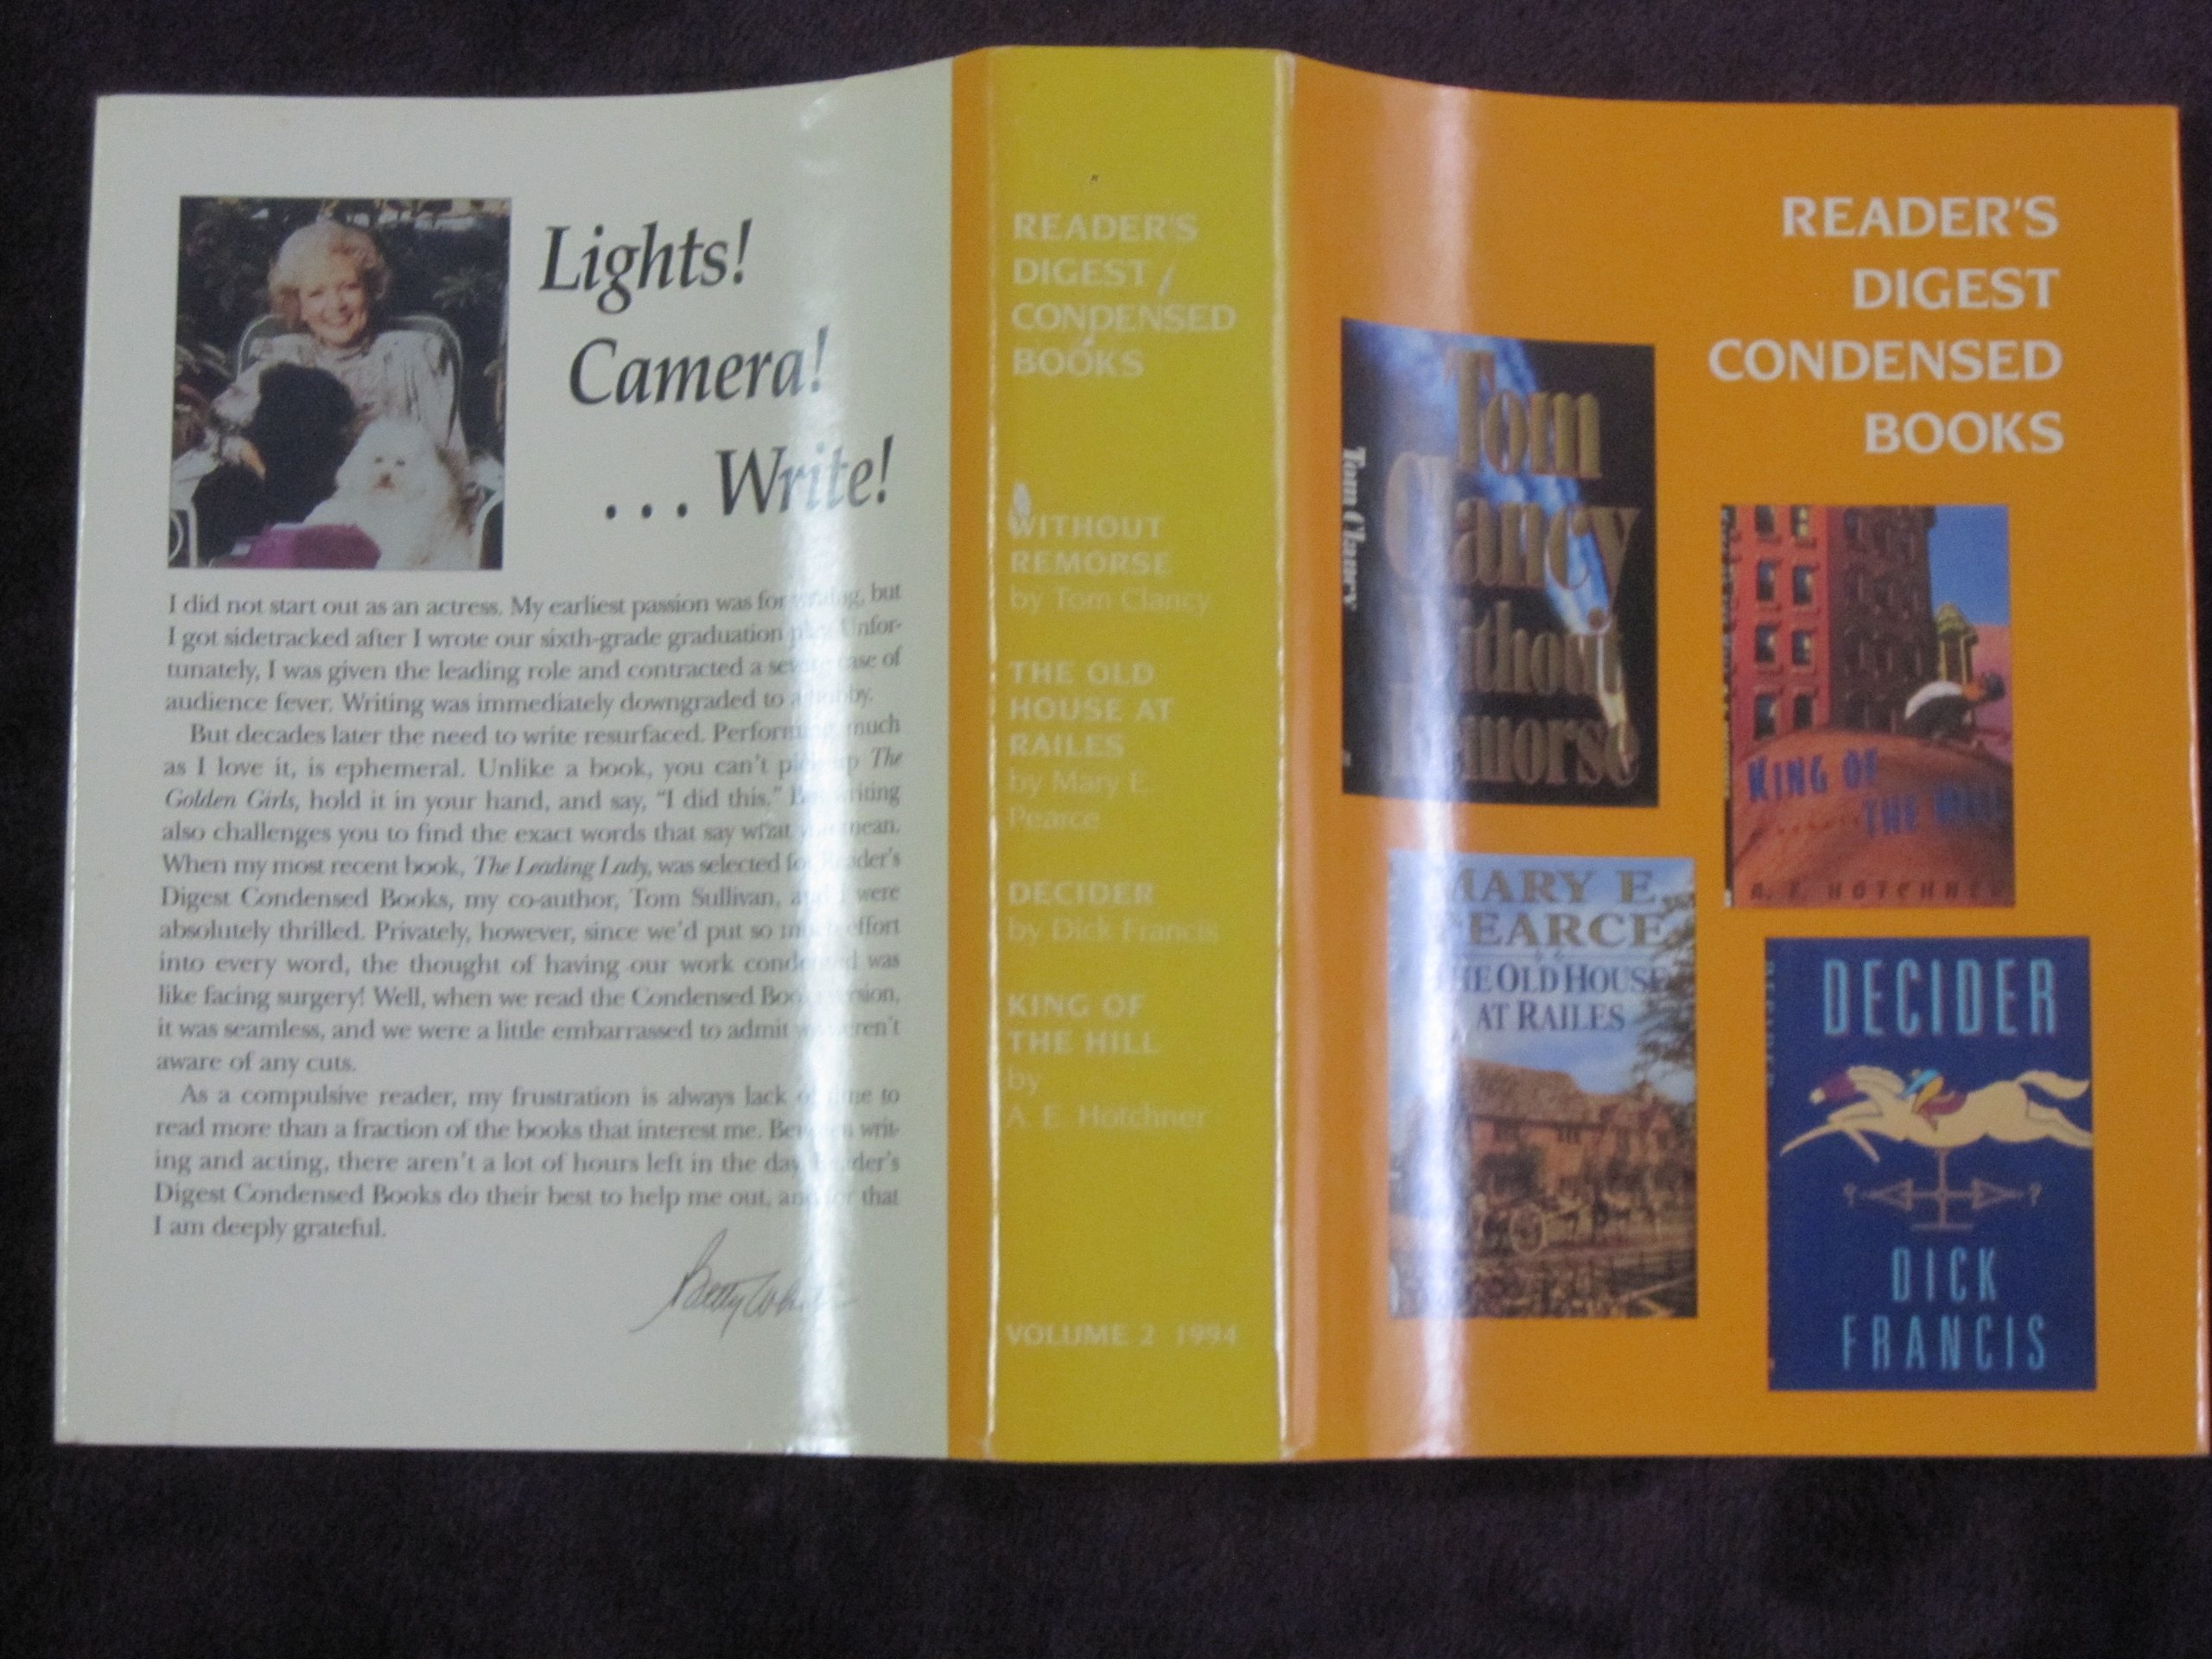 Lights!
Camera!
... Write!
I did not start out as an actress. My earliest passion was for writing, but
I got sidetracked after I wrote our sixth-grade graduation play. Unfor-
tunately, I was given the leading role and contracted a severe case of
audience fever. Writing was immediately downgraded to a hobby.
But decades later the need to write resurfaced. Performing, much
as I love it, is ephemeral. Unlike a book, you can't pick up The
Golden Girls, hold it in your hand, and say, "I did this." But writing
also challenges you to find the exact words that say what you mean.
When my most recent book, The Leading Lady, was selected for Reader's
Digest Condensed Books, my co-author, Tom Sullivan, and I were
absolutely thrilled. Privately, however, since we'd put so much effort
into every word, the thought of having our work condensed was
like facing surgery! Well, when we read the Condensed Books version,
it was seamless, and we were a little embarrassed to admit we weren't
aware of any cuts.
As a compulsive reader, my frustration is always lack of time to
read more than a fraction of the books that interest me. Between writ-
ing and acting, there aren't a lot of hours left in the day. Reader's
Digest Condensed Books do their best to help me out, and for that
I am deeply grateful.
Betty White
READER'S
DIGEST
CONDENSED
BOOKS
WITHOUT
REMORSE
by Tom Clancy
THE OLD
HOUSE AT
RAILES
by Mary E.
Pearce
DECIDER
by Dick Francis
KING OF
THE HILL
by
A. E. Hotchner
VOLUME 2 1994
READER'S
DIGEST
CONDENSED
BOOKS
Tom Clancy
Tom
Clancy
Without
Remorse
KING OF
THE HILL
A. E. HOTCHNER
MARY E.
PEARCE
THE OLD HOUSE
AT RAILES
DECIDER
? ?
DICK
FRANCIS